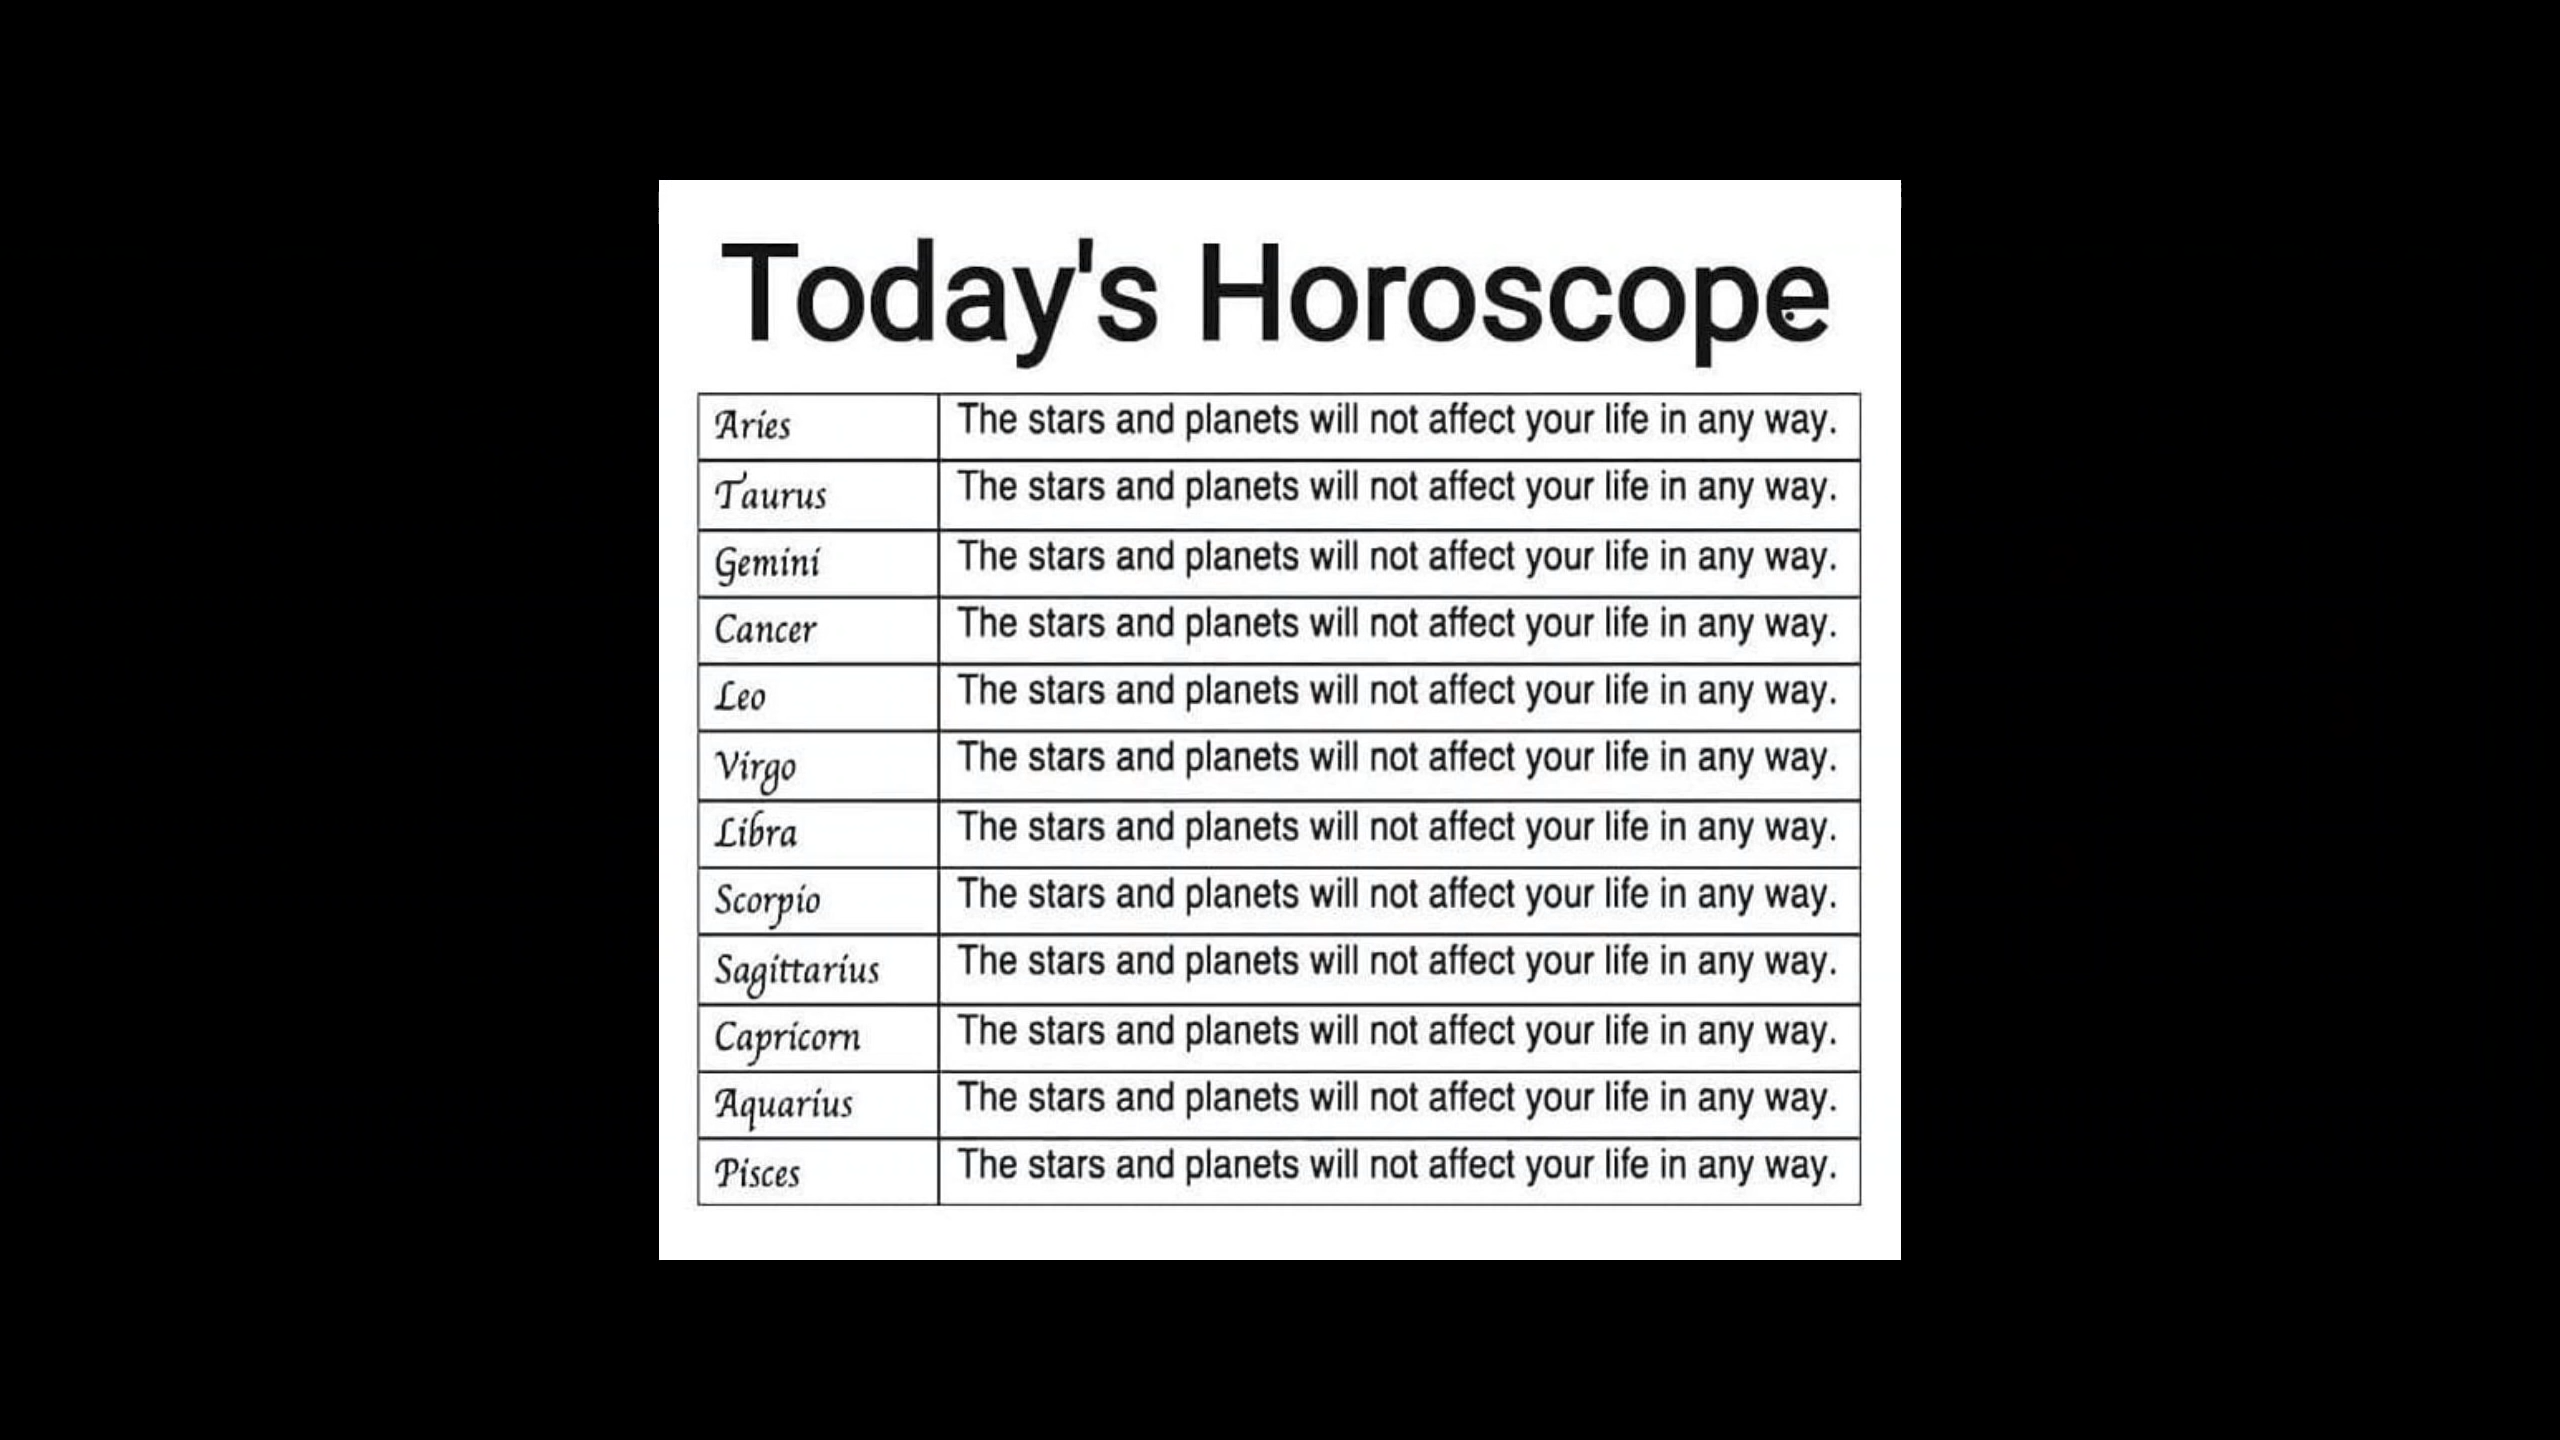 Today's Horoscope
Aries The stars and planets will not affect your life in any way.
Taurus The stars and planets will not affect your life in any way.
Gemini The stars and planets will not affect your life in any way.
Cancer The stars and planets will not affect your life in any way.
Leo The stars and planets will not affect your life in any way.
Virgo The stars and planets will not affect your life in any way.
Libra The stars and planets will not affect your life in any way.
Scorpio The stars and planets will not affect your life in any way.
Sagittarius The stars and planets will not affect your life in any way.
Capricorn The stars and planets will not affect your life in any way.
Aquarius The stars and planets will not affect your life in any way.
Pisces The stars and planets will not affect your life in any way.